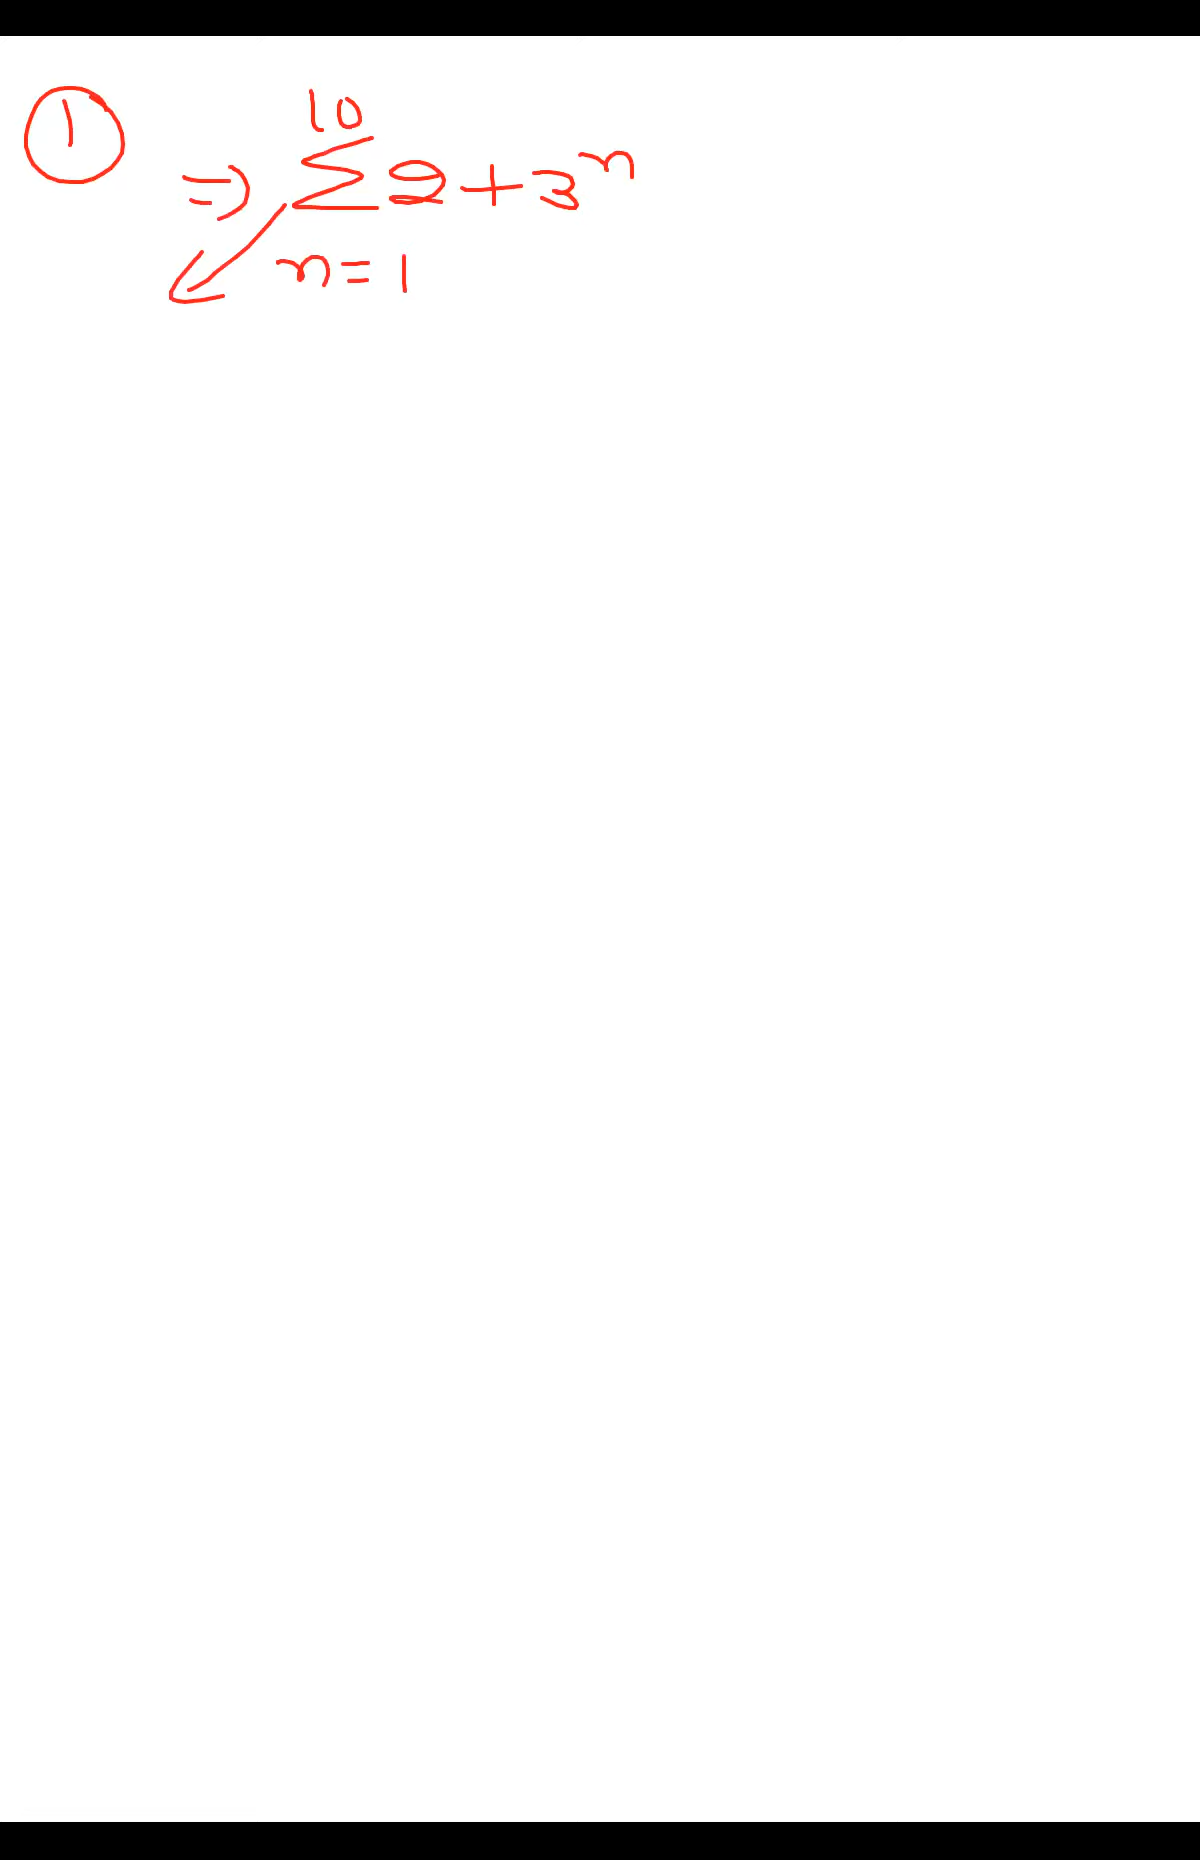 1
10
⇒ ∑ 2 + 3ⁿ
n = 1